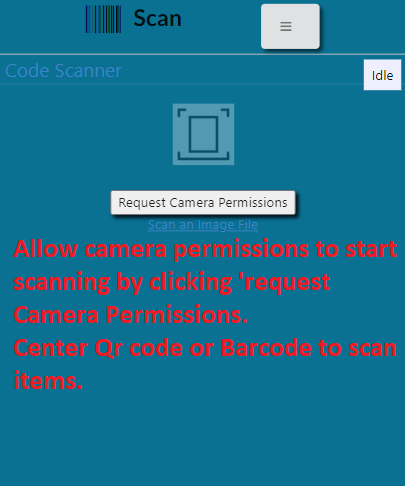 Scan
Code Scanner
Idle
Request Camera Permissions
Scan an Image File
Allow camera permissions to start
scanning by clicking 'request
Camera Permissions.
Center Qr code or Barcode to scan
items.